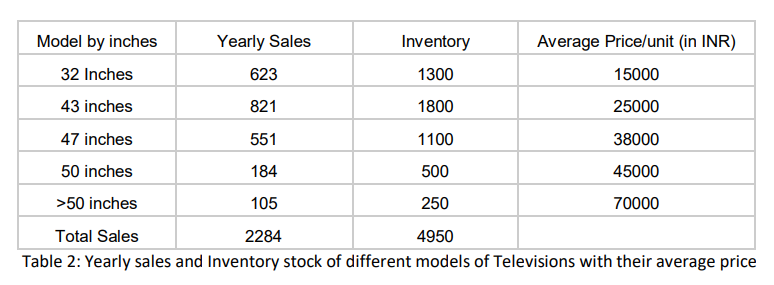 Model by inches Yearly Sales Inventory Average Price/unit (in INR)
32 Inches 623 1300 15000
43 inches 821 1800 25000
47 inches 551 1100 38000
50 inches 184 500 45000
>50 inches 105 250 70000
Total Sales 2284 4950
Table 2: Yearly sales and Inventory stock of different models of Televisions with their average price